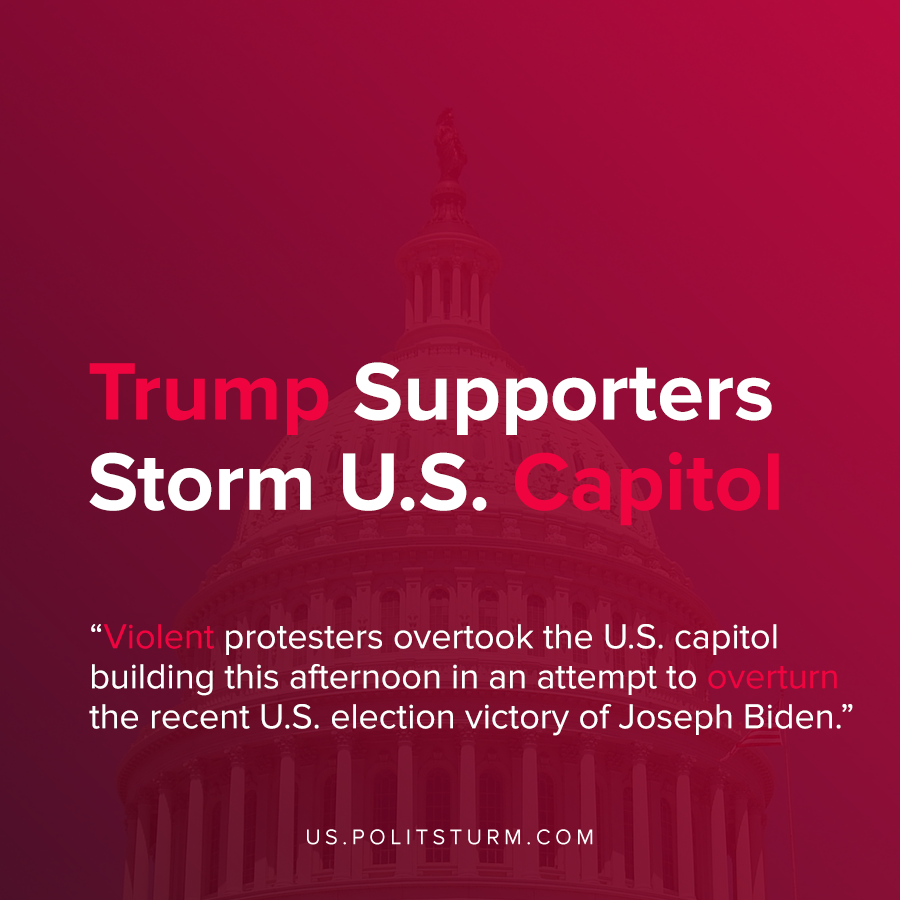 Trump Supporters
Storm U.S. Capitol
“Violent protesters overtook the U.S. capitol
building this afternoon in an attempt to overturn
the recent U.S. election victory of Joseph Biden.”
US.POLITSTURM.COM